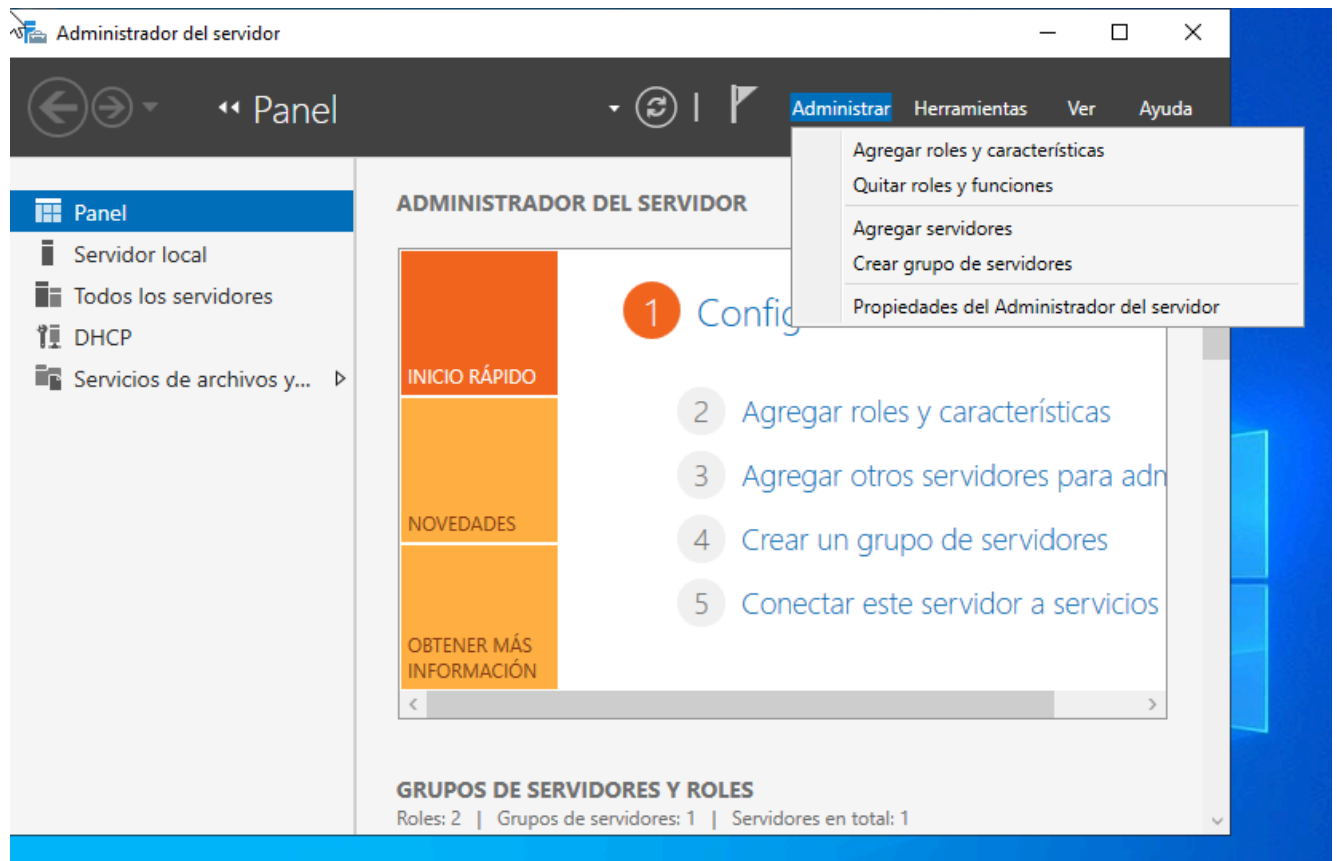 Administrador del servidor
Panel
Administrar Herramientas Ver Ayuda
Agregar roles y características
Quitar roles y funciones
Agregar servidores
Crear grupo de servidores
Propiedades del Administrador del servidor
Panel
Servidor local
Todos los servidores
DHCP
Servicios de archivos y...
ADMINISTRADOR DEL SERVIDOR
INICIO RÁPIDO
NOVEDADES
OBTENER MÁS
INFORMACIÓN
1 Config
2 Agregar roles y características
3 Agregar otros servidores para adm
4 Crear un grupo de servidores
5 Conectar este servidor a servicios
GRUPOS DE SERVIDORES Y ROLES
Roles: 2 | Grupos de servidores: 1 | Servidores en total: 1